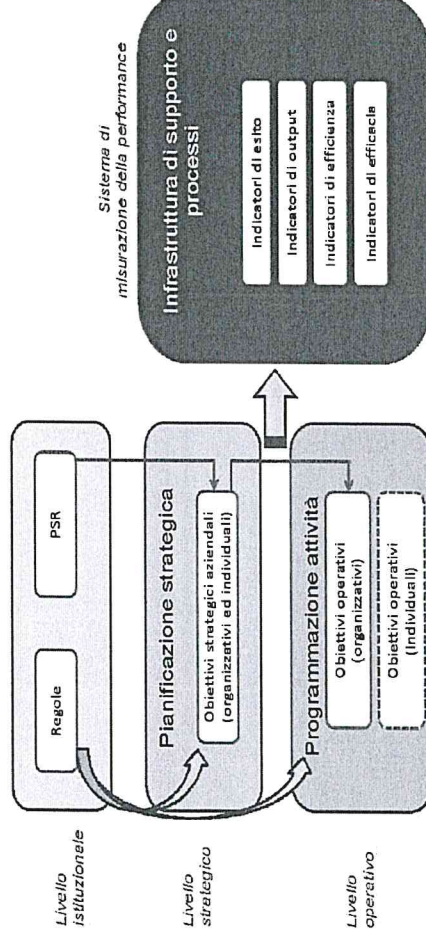 Livello
istituzionale
Regole
PSR
Livello
strategico
Pianificazione strategica
Obiettivi strategici aziendali
(organizzativi ed individuali)
Livello
operativo
Programmazione attività
Obiettivi operativi
(organizzativi)
Obiettivi operativi
(individuali)
Sistema di
misurazione della performance
Infrastruttura di supporto e
processi
Indicatori di esito
Indicatori di output
Indicatori di efficienza
Indicatori di efficacia